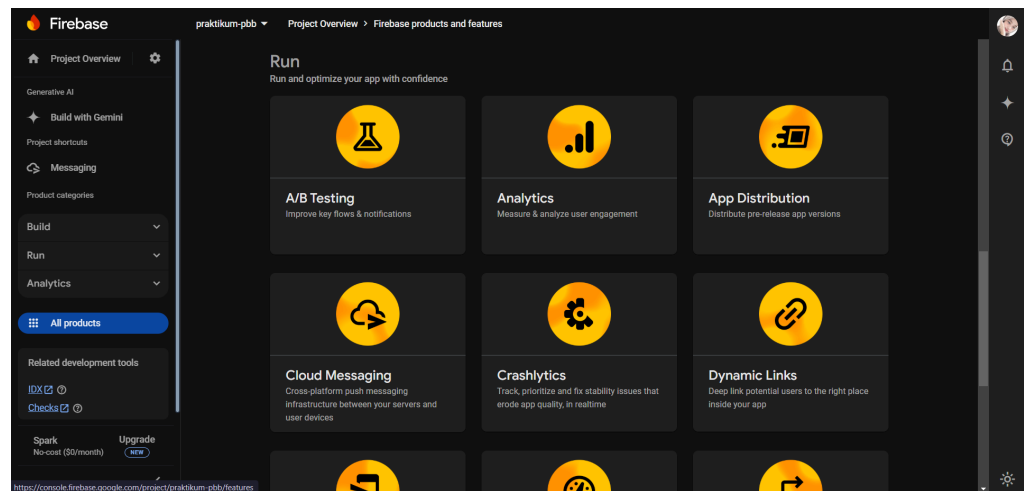 Firebase
praktikum-pbb
Project Overview > Firebase products and features
Project Overview
Generative AI
Build with Gemini
Project shortcuts
Messaging
Product categories
Build
Run
Analytics
All products
Related development tools
IDX
Checks
Spark
No-cost ($0/month)
Upgrade
NEW
https://console.firebase.google.com/project/praktikum-pbb/features
Run
Run and optimize your app with confidence
A/B Testing
Improve key flows & notifications
Analytics
Measure & analyze user engagement
App Distribution
Distribute pre-release app versions
Cloud Messaging
Cross-platform push messaging
infrastructure between your servers and
user devices
Crashlytics
Track, prioritize and fix stability issues that
erode app quality, in realtime
Dynamic Links
Deep link potential users to the right place
inside your app